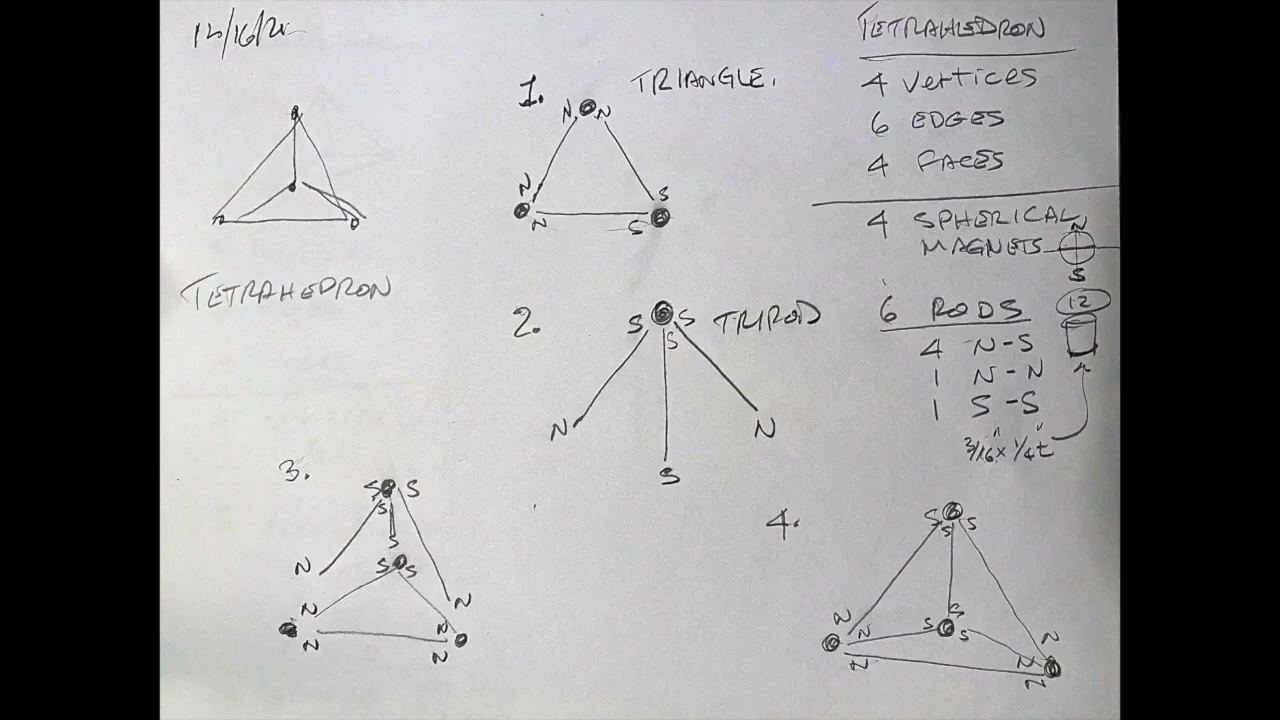 12/16/2
TETRAHEDRON
1. TRIANGLE.
N N
N S
N S
2. TRIPOD
S S
S
N N
S
3.
S S
S
S
N S S N
N N
N N
TETRAHEDRON
4 Vertices
6 EDGES
4 FACES
4 SPHERICAL
MAGNETS
N
S
6 RODS 12
4 N-S
1 N-N
1 S-S
3/16" x 1/4" t
4.
S S
S
S
N N S S N
N N
N